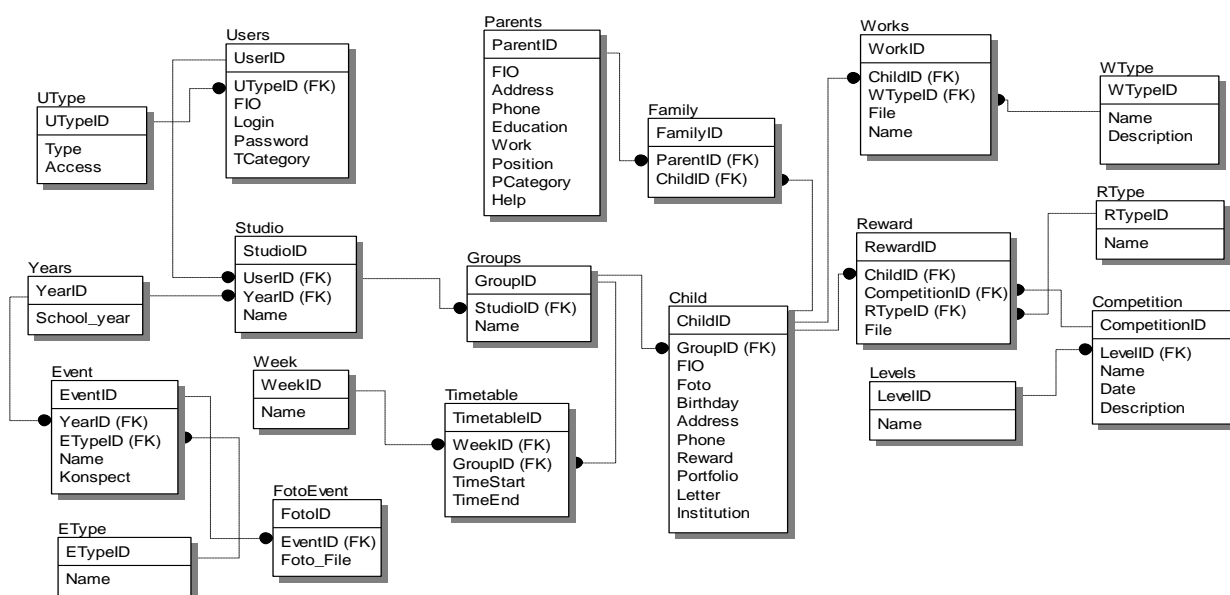 Users
UserID
UTypeID (FK)
FIO
Login
Password
TCategory
UType
UTypeID
Type
Access
Parents
ParentID
FIO
Address
Phone
Education
Work
Position
PCategory
Help
Family
FamilyID
ParentID (FK)
ChildID (FK)
Works
WorkID
ChildID (FK)
WTypeID (FK)
File
Name
WType
WTypeID
Name
Description
RType
RTypeID
Name
Reward
RewardID
ChildID (FK)
CompetitionID (FK)
RTypeID (FK)
File
Competition
CompetitionID
LevelID (FK)
Name
Date
Description
Levels
LevelID
Name
Studio
StudioID
UserID (FK)
YearID (FK)
Name
Years
YearID
School_year
Groups
GroupID
StudioID (FK)
Name
Child
ChildID
GroupID (FK)
FIO
Foto
Birthday
Address
Phone
Reward
Portfolio
Letter
Institution
Week
WeekID
Name
Timetable
TimetableID
WeekID (FK)
GroupID (FK)
TimeStart
TimeEnd
Event
EventID
YearID (FK)
ETypeID (FK)
Name
Konspect
FotoEvent
FotoID
EventID (FK)
Foto_File
EType
ETypeID
Name